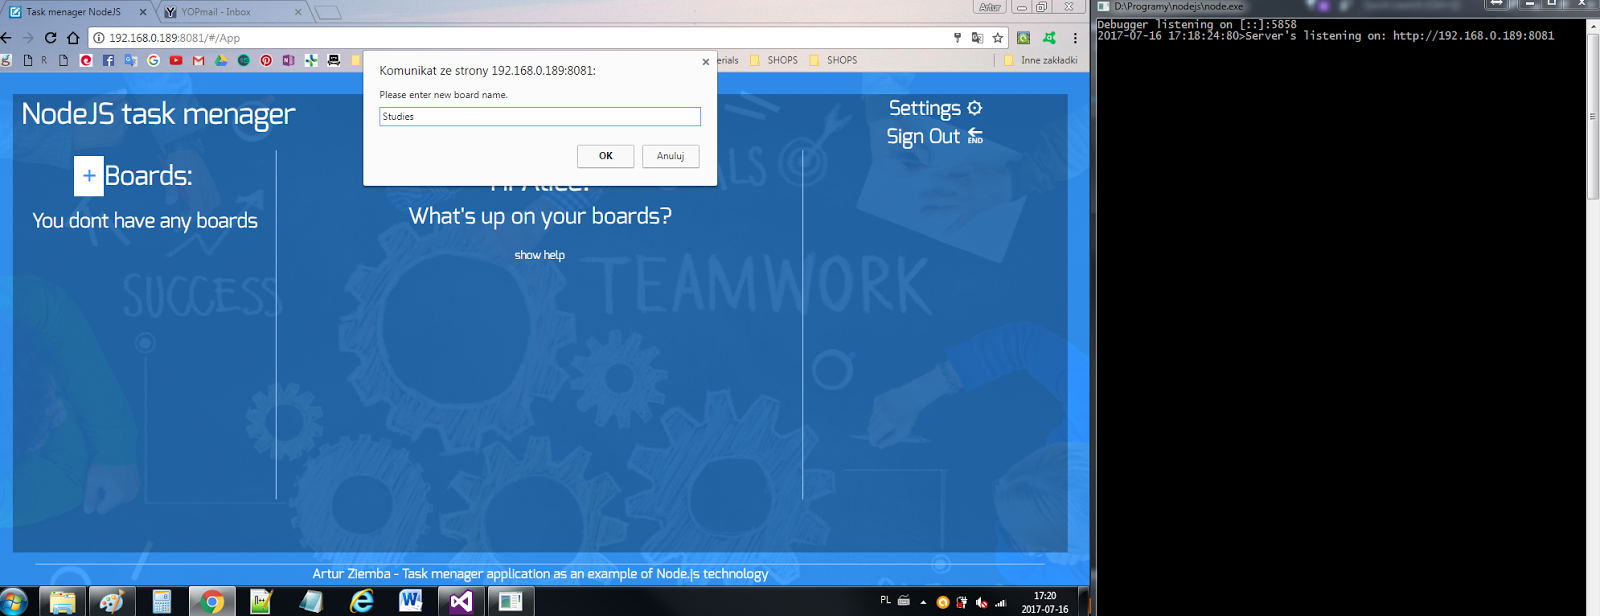 Task menager NodeJS
YOPmail - Inbox
Artur
192.168.0.189:8081/#/App
R
erials
SHOPS
SHOPS
Inne zakładki
Komunikat ze strony 192.168.0.189:8081:
Please enter new board name.
Studies
OK
Anuluj
NodeJS task menager
Settings
Sign Out
END
+ Boards:
You dont have any boards
What's up on your boards?
show help
SUCCESS
TEAMWORK
Artur Ziemba - Task menager application as an example of Node.js technology
PL
17:20
2017-07-16
D:\Programy\nodejs\node.exe
Debugger listening on [::]:5858
2017-07-16 17:18:24:80>Server's listening on: http://192.168.0.189:8081